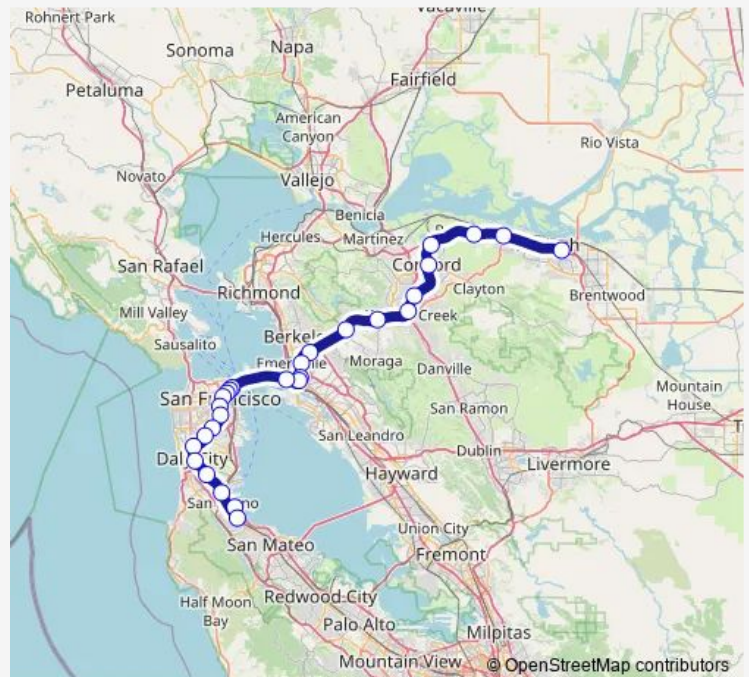 Rohnert Park
Vacaville
Sonoma
Napa
Fairfield
Petaluma
American
Canyon
Rio Vista
Vallejo
Novato
Benicia
Hercules
Martinez
San Rafael
Richmond
Clayton
Brentwood
Mill Valley
Creek
Sausalito
Moraga
Danville
Mountain
House
San Francisco
San Ramon
San Leandro
Dublin
Livermore
Hayward
Union City
San Mateo
Fremont
Half Moon
Bay
Redwood City
Palo Alto
Milpitas
Mountain View
© OpenStreetMap contributors